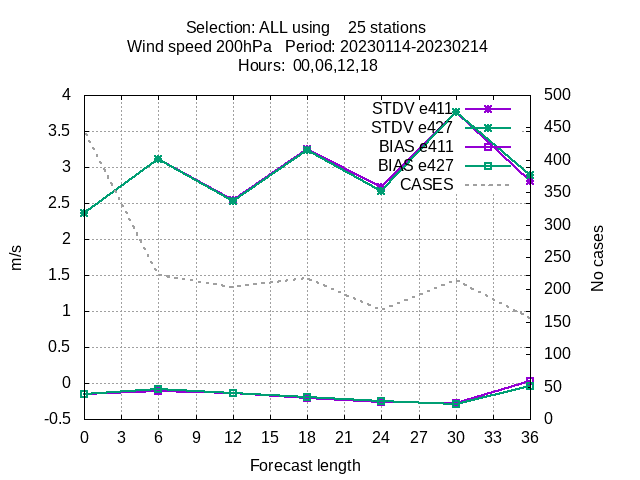 Selection: ALL using 25 stations
Wind speed 200hPa Period: 20230114-20230214
Hours: 00,06,12,18
4
3.5
3
2.5
2
1.5
1
0.5
0
-0.5
m/s
500
450
400
350
300
250
200
150
100
50
0
No cases
STDV e411
STDV e427
BIAS e411
BIAS e427
CASES
0 3 6 9 12 15 18 21 24 27 30 33 36
Forecast length